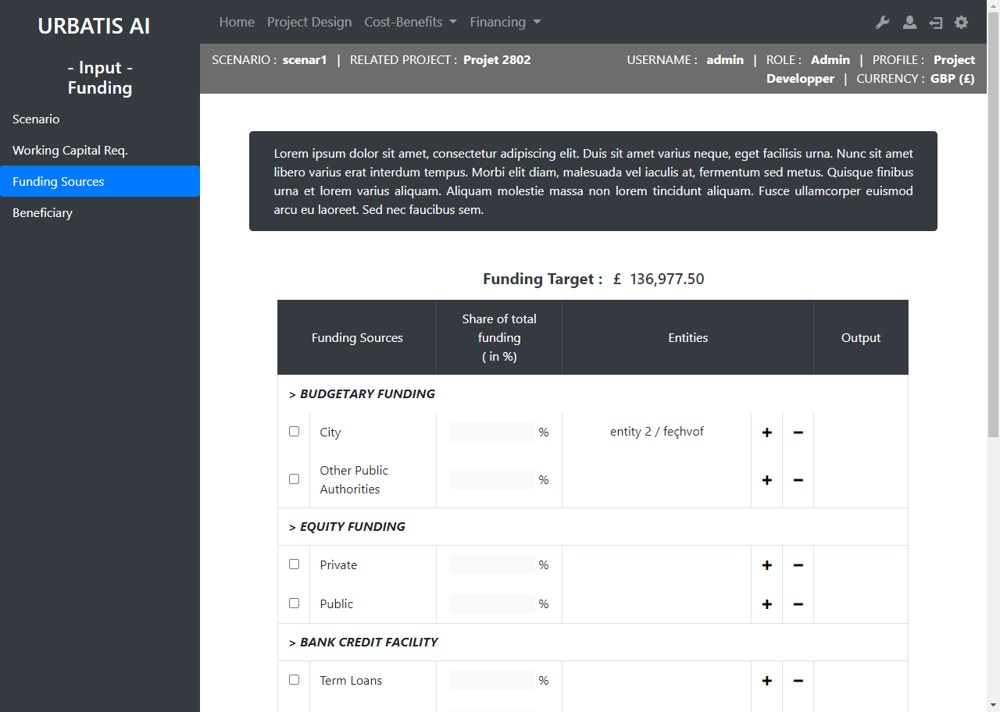 URBATIS AI
- Input -
Funding
Scenario
Working Capital Req.
Funding Sources
Beneficiary
Home Project Design Cost-Benefits Financing
SCENARIO : scenar1 | RELATED PROJECT : Projet 2802
USERNAME : admin | ROLE : Admin | PROFILE : Project
Developper | CURRENCY : GBP (£)
Lorem ipsum dolor sit amet, consectetur adipiscing elit. Duis sit amet varius neque, eget facilisis urna. Nunc sit amet
libero varius erat interdum tempus. Morbi elit diam, malesuada vel iaculis at, fermentum sed metus. Quisque finibus
urna et lorem varius aliquam. Aliquam molestie massa non lorem tincidunt aliquam. Fusce ullamcorper euismod
arcu eu laoreet. Sed nec faucibus sem.
Funding Target : £ 136,977.50
Funding Sources
Share of total
funding
( in %)
Entities
Output
> BUDGETARY FUNDING
City % entity 2 / feçhvof + −
Other Public
Authorities
% + −
> EQUITY FUNDING
Private % + −
Public % + −
> BANK CREDIT FACILITY
Term Loans % + −